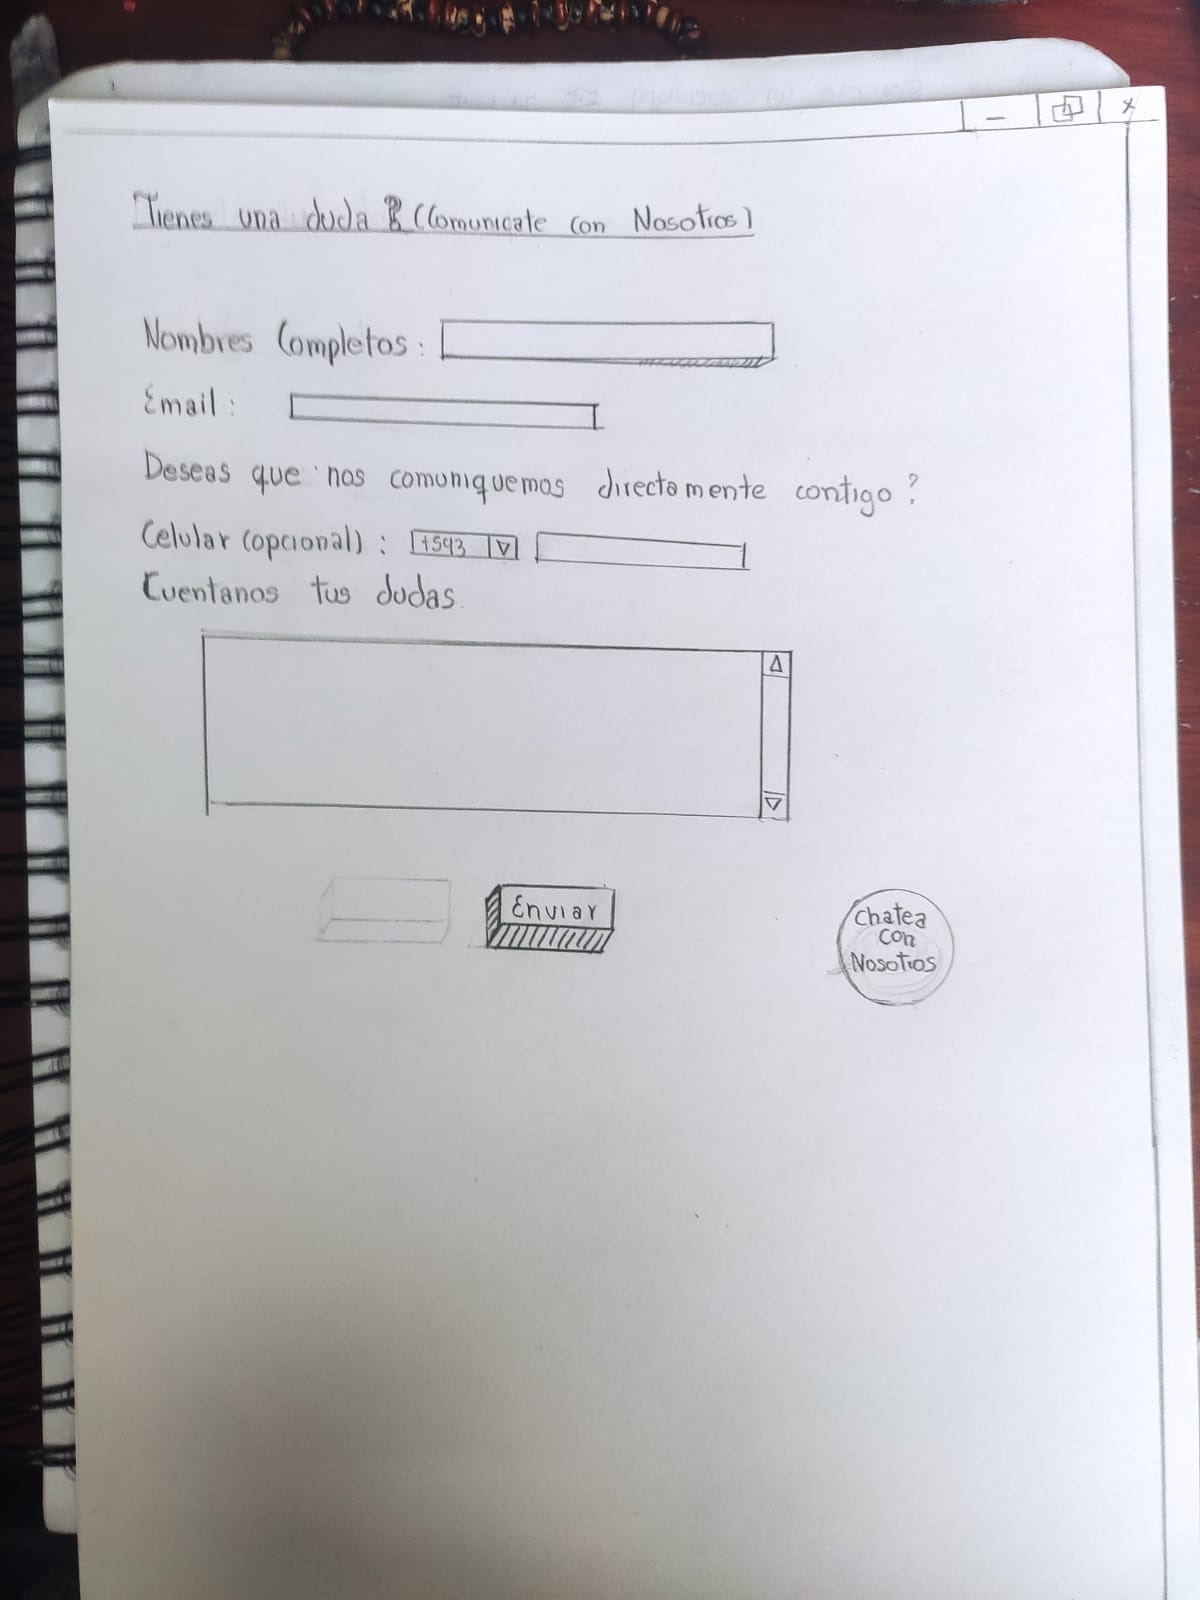 Tienes una duda ? (Comunicate con Nosotros)
Nombres Completos :
Email :
Deseas que nos comuniquemos directamente contigo ?
Celular (opcional) : +593
Cuentanos tus dudas.
Enviar
Chatea
con
Nosotros